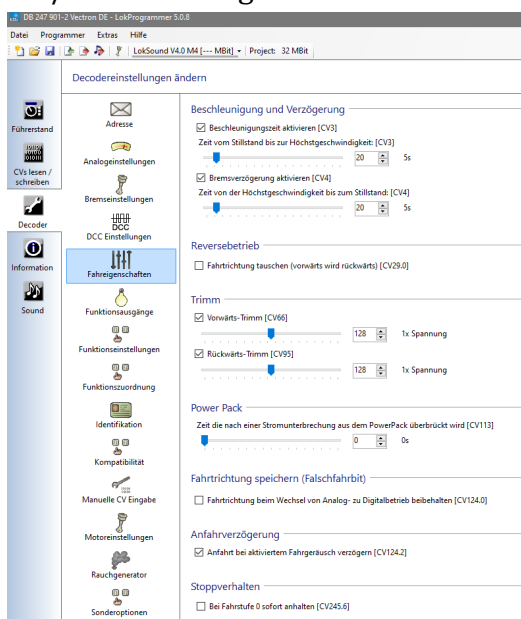 DB 247 901-2 Vectron DE - LokProgrammer 5.0.8
Datei Programmer Extras Hilfe
LokSound V4.0 M4 [--- MBit] Project: 32 MBit
Decodereinstellungen ändern
Führerstand
CVs lesen /
schreiben
Decoder
Information
Sound
Adresse
Analogeinstellungen
Bremseinstellungen
DCC
DCC Einstellungen
Fahreigenschaften
Funktionsausgänge
Funktionseinstellungen
Funktionszuordnung
Identifikation
Kompatibilität
Manuelle CV Eingabe
Motoreinstellungen
Rauchgenerator
Sonderoptionen
Beschleunigung und Verzögerung
Beschleunigungszeit aktivieren [CV3]
Zeit vom Stillstand bis zur Höchstgeschwindigkeit: [CV3]
20 5s
Bremsverzögerung aktivieren [CV4]
Zeit von der Höchstgeschwindigkeit bis zum Stillstand: [CV4]
20 5s
Reversebetrieb
Fahrtrichtung tauschen (vorwärts wird rückwärts) [CV29.0]
Trimm
Vorwärts-Trimm [CV66]
128 1x Spannung
Rückwärts-Trimm [CV95]
128 1x Spannung
Power Pack
Zeit die nach einer Stromunterbrechung aus dem PowerPack überbrückt wird [CV113]
0 0s
Fahrtrichtung speichern (Falschfahrbit)
Fahrtrichtung beim Wechsel von Analog- zu Digitalbetrieb beibehalten [CV124.0]
Anfahrverzögerung
Anfahrt bei aktiviertem Fahrgeräusch verzögern [CV124.2]
Stoppverhalten
Bei Fahrstufe 0 sofort anhalten [CV245.6]